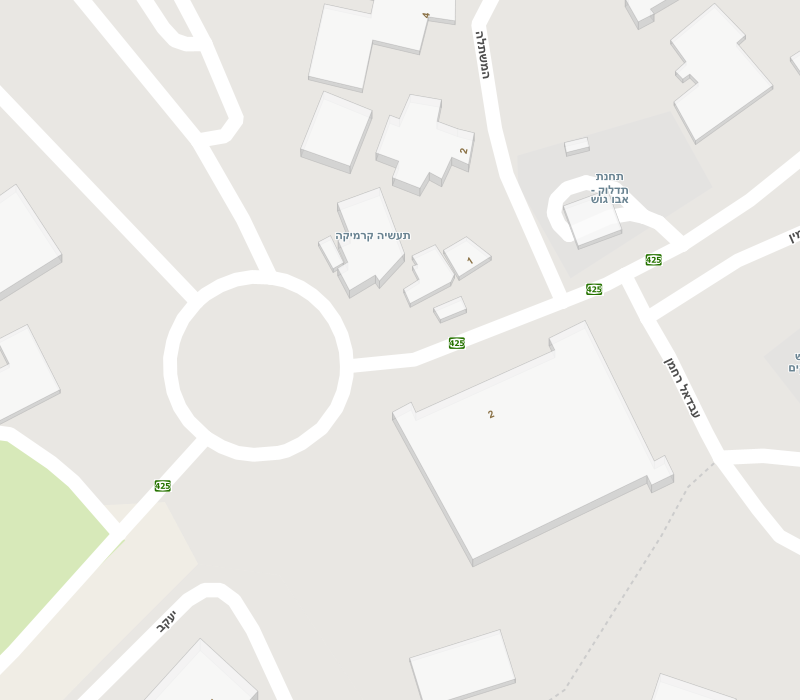 4
המשתלה
2
תחנת
תדלוק -
אבו גוש
תעשיה קרמיקה
1
425
425
425
2
עבדאל רחמן
425
יעקב